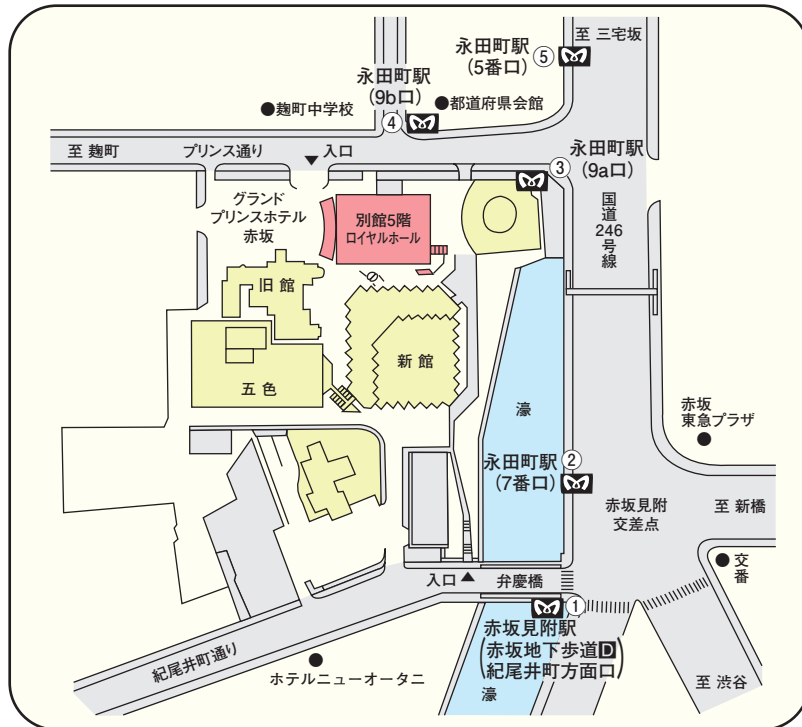 至 三宅坂
永田町駅
(5番口)
⑤
永田町駅
(9b口)
④
●麹町中学校
●都道府県会館
至 麹町
プリンス通り
▼
入口
③
永田町駅
(9a口)
グランド
プリンスホテル
赤坂
別館5階
ロイヤルホール
国道246号線
旧館
新館
五色
濠
赤坂
東急プラザ
●
永田町駅
(7番口)
②
赤坂見附
交差点
至 新橋
入口▲
弁慶橋
●交番
①
赤坂見附駅
(赤坂地下歩道D
紀尾井町方面口)
紀尾井町通り
●
ホテルニューオータニ
濠
至 渋谷